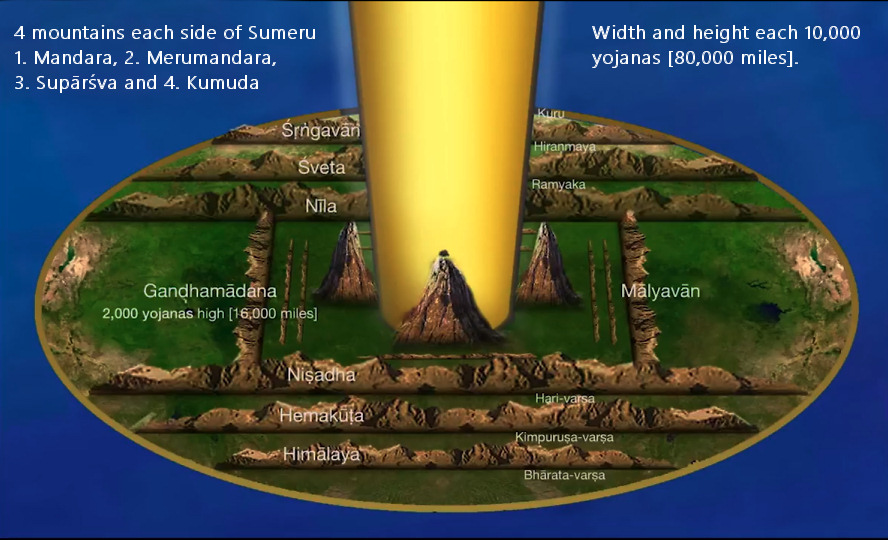 4 mountains each side of Sumeru
1. Mandara, 2. Merumandara,
3. Supārśva and 4. Kumuda
Width and height each 10,000
yojanas [80,000 miles].
Kuru
Śṛṅgavān
Hiranmaya
Śveta
Ramyaka
Nīla
Gandhamādana
2,000 yojanas high [16,000 miles]
Mālyavān
Niṣadha
Hari-varṣa
Hemakūṭa
Kimpuruṣa-varṣa
Himālaya
Bhārata-varṣa